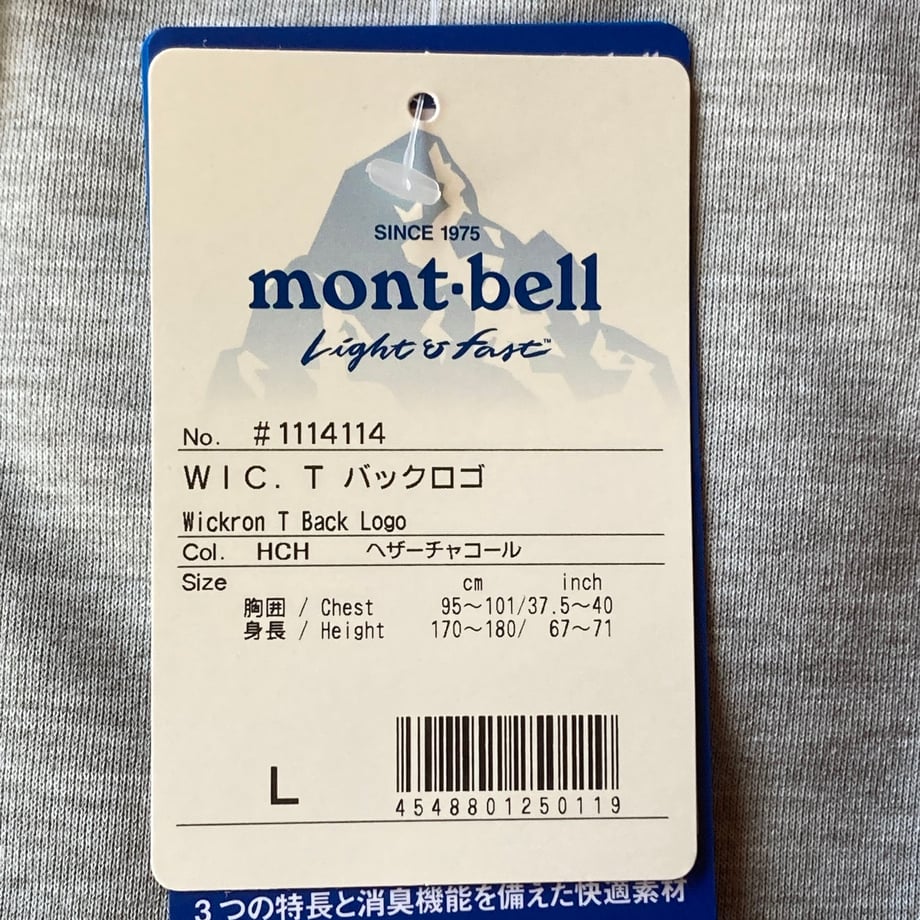 SINCE 1975
mont·bell
Light & Fast™
No. #1114114
WIC. T バックロゴ
Wickron T Back Logo
Col. HCH ヘザーチャコール
Size cm inch
胸囲 / Chest 95～101/37.5～40
身長 / Height 170～180/ 67～71
L
4548801250119
3つの特長と消臭機能を備えた快適素材